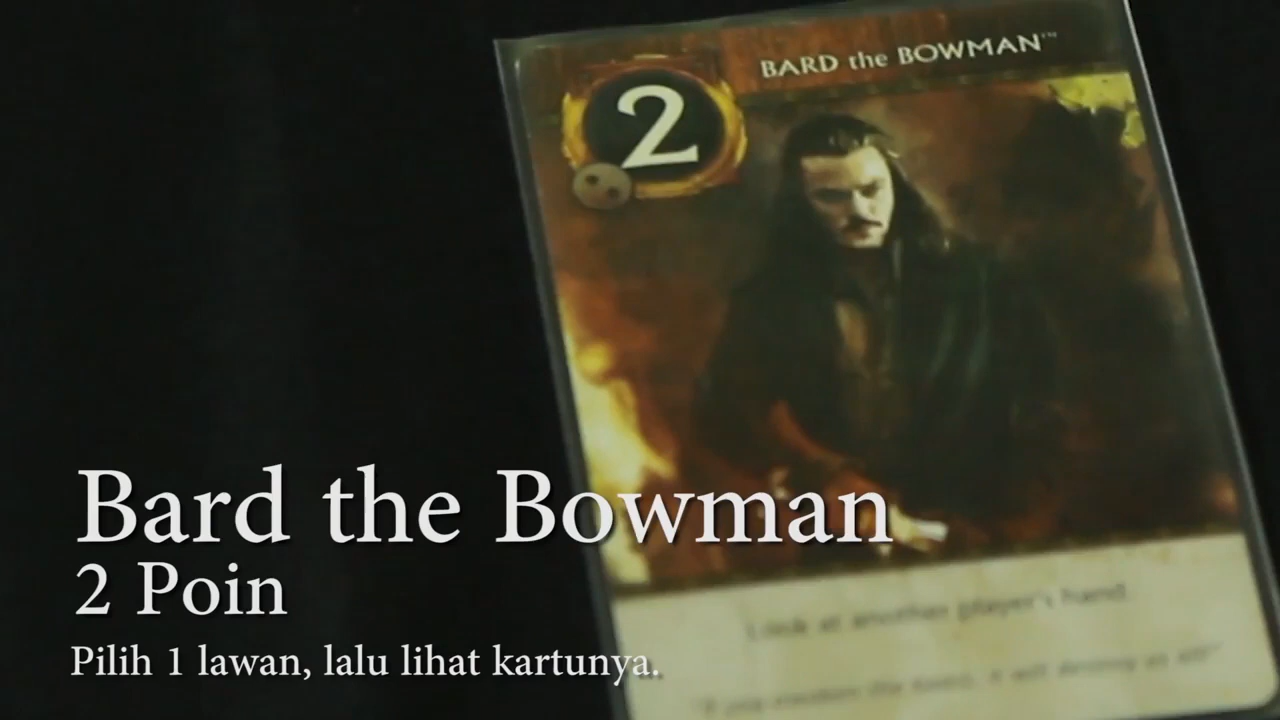 BARD the BOWMAN™
2
Bard the Bowman
2 Poin
Pilih 1 lawan, lalu lihat kartunya.
Look at another player's hand.